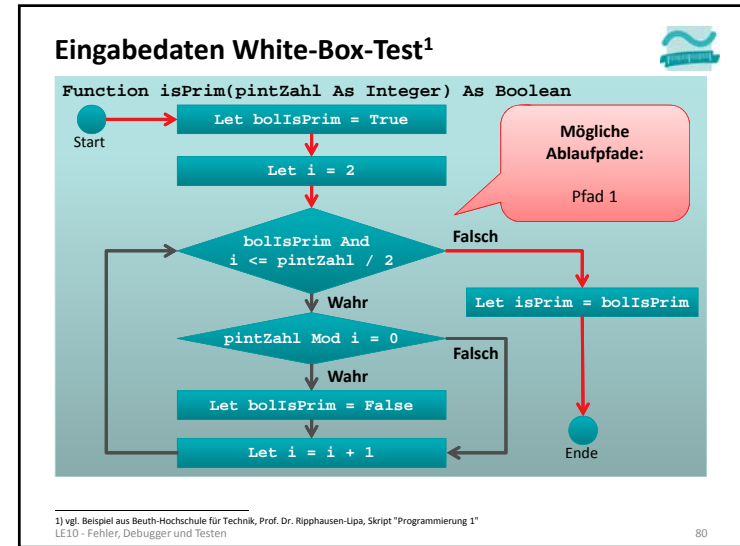 Eingabedaten White-Box-Test1
Function isPrim(pintZahl As Integer) As Boolean
Start
Let bolIsPrim = True
Let i = 2
Mögliche
Ablaufpfade:
Pfad 1
bolIsPrim And
i <= pintZahl / 2
Falsch
Wahr
Let isPrim = bolIsPrim
pintZahl Mod i = 0
Falsch
Wahr
Let bolIsPrim = False
Let i = i + 1
Ende
1) vgl. Beispiel aus Beuth-Hochschule für Technik, Prof. Dr. Ripphausen-Lipa, Skript "Programmierung 1"
LE10 - Fehler, Debugger und Testen
80